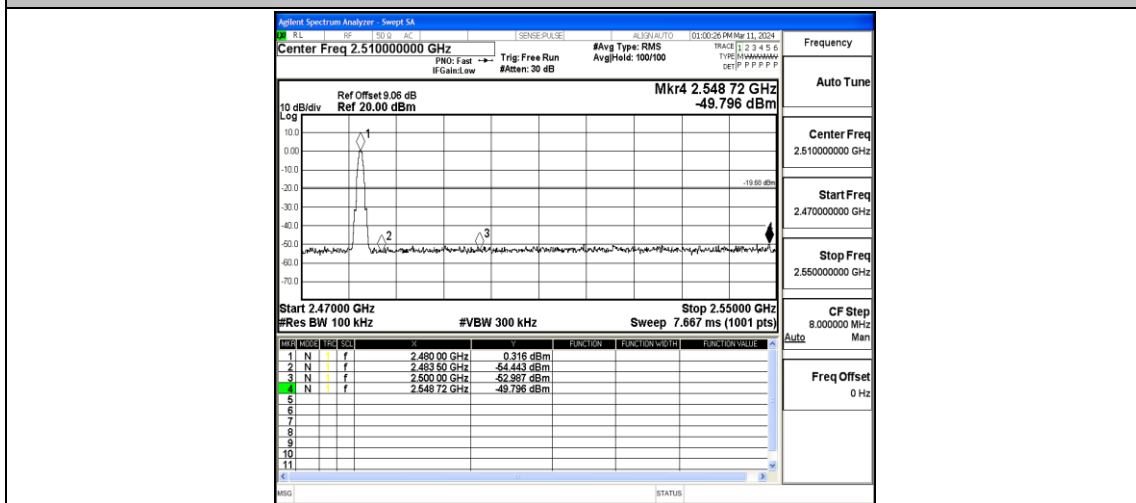 Agilent Spectrum Analyzer - Swept SA
RL RF 50 Ω AC SENSE:PULSE ALIGNAUTO 01:00:26 PM Mar 11, 2024
Center Freq 2.510000000 GHz
PNO: Fast
IFGain:Low
Trig: Free Run
#Atten: 30 dB
#Avg Type: RMS
Avg|Hold: 100/100
TRACE 1 2 3 4 5 6
TYPE M
DET P P P P P P
Frequency
Auto Tune
Mkr4 2.548 72 GHz
-49.796 dBm
Ref Offset 9.06 dB
10 dB/div Ref 20.00 dBm
Log
10.0
0.00
-10.0
-20.0
-30.0
-40.0
-50.0
-60.0
-70.0
1
2
3
4
-19.68 dBm
Center Freq
2.510000000 GHz
Start Freq
2.470000000 GHz
Stop Freq
2.550000000 GHz
CF Step
8.000000 MHz
Auto Man
Freq Offset
0 Hz
Start 2.47000 GHz Stop 2.55000 GHz
#Res BW 100 kHz #VBW 300 kHz Sweep 7.667 ms (1001 pts)
MKR MODE TRC SCL X Y FUNCTION FUNCTION WIDTH FUNCTION VALUE
1 N 1 f 2.480 00 GHz 0.316 dBm
2 N 1 f 2.483 50 GHz -54.443 dBm
3 N 1 f 2.500 00 GHz -52.987 dBm
4 N 1 f 2.548 72 GHz -49.796 dBm
5
6
7
8
9
10
11
MSG STATUS